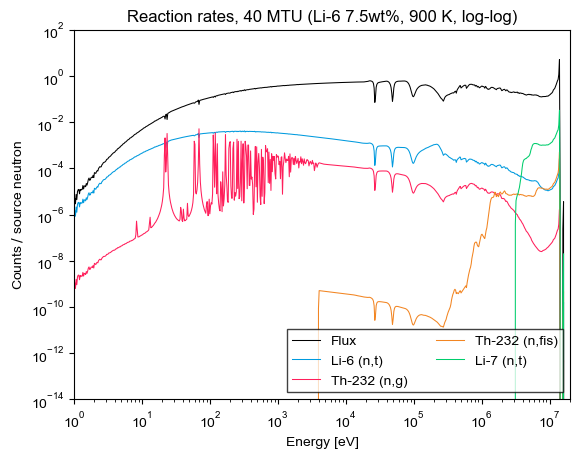 Reaction rates, 40 MTU (Li-6 7.5wt%, 900 K, log-log)
10^2
10^0
10^-2
10^-4
10^-6
10^-8
10^-10
10^-12
10^-14
Counts / source neutron
Flux
Li-6 (n,t)
Th-232 (n,g)
Th-232 (n,fis)
Li-7 (n,t)
10^0 10^1 10^2 10^3 10^4 10^5 10^6 10^7
Energy [eV]